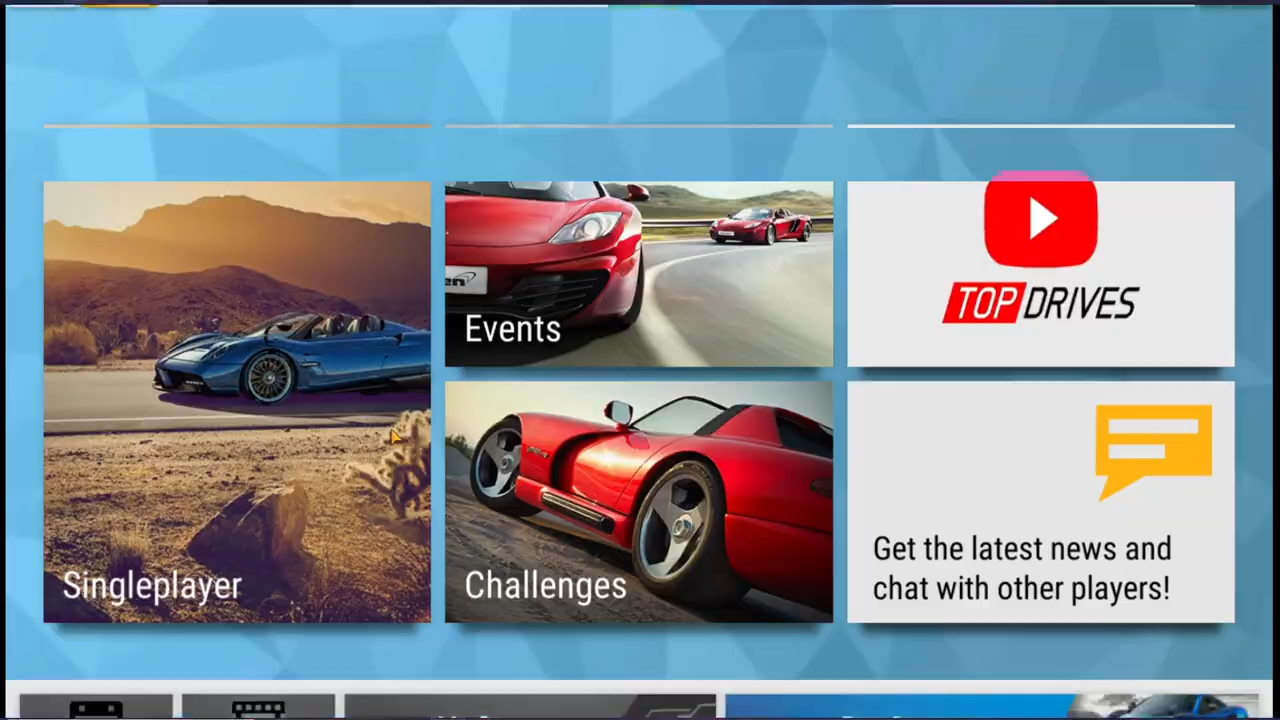 Events
TOP DRIVES
Singleplayer
Challenges
Get the latest news and
chat with other players!